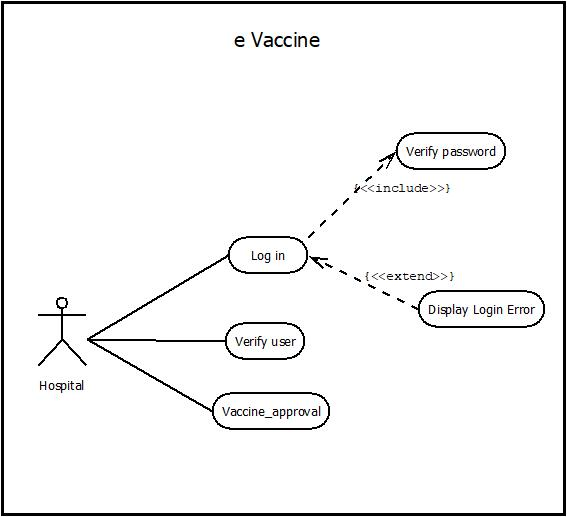 e Vaccine
Verify password
{<<include>>}
Log in
{<<extend>>}
Display Login Error
Verify user
Hospital
Vaccine_approval